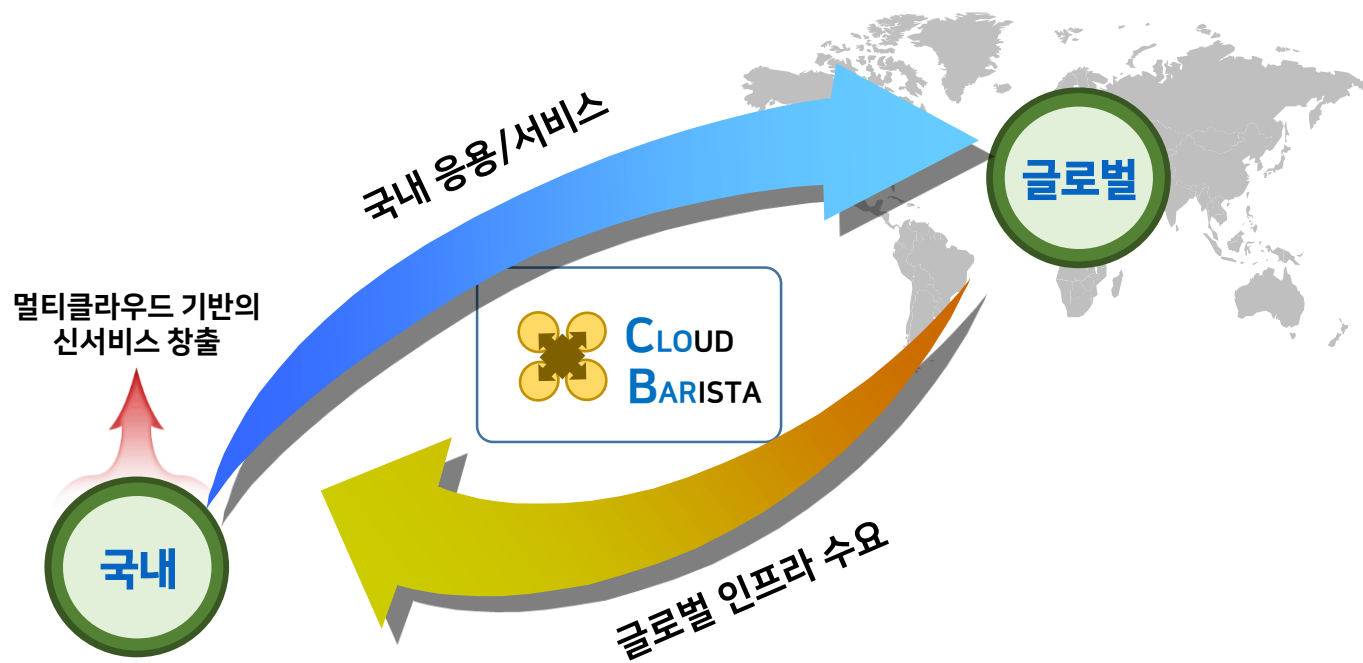 국내 응용/서비스
글로벌
멀티클라우드 기반의
신서비스 창출
CLOUD
BARISTA
국내
글로벌 인프라 수요